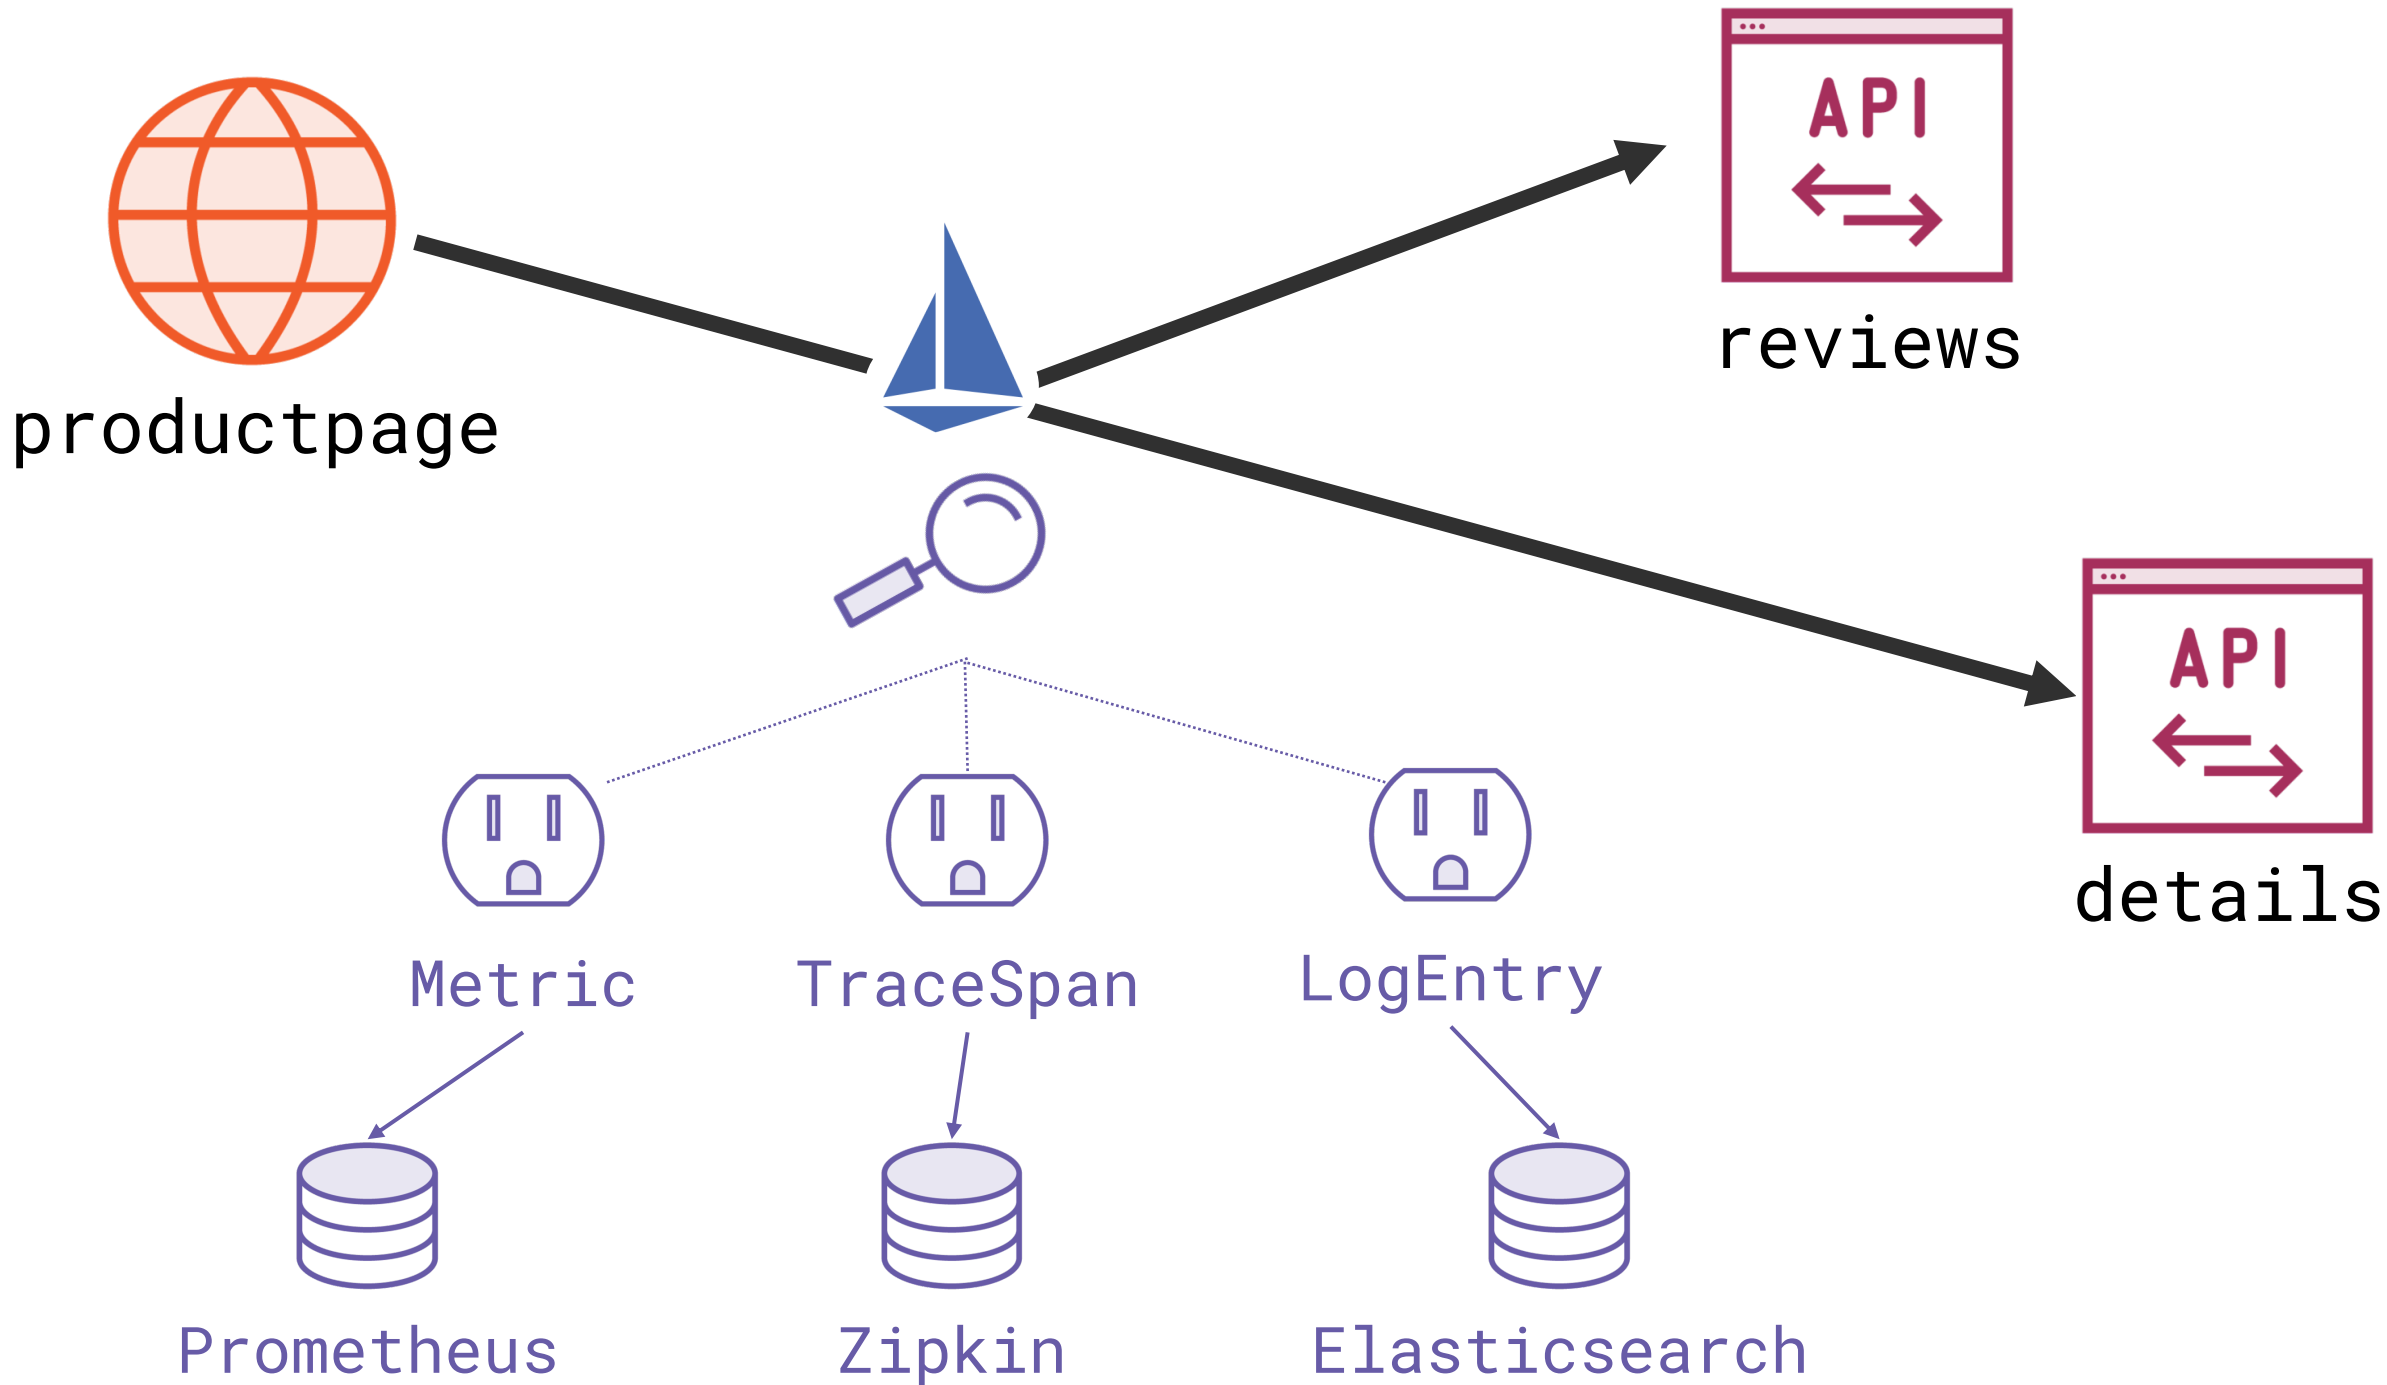 API
reviews
productpage
API
details
Metric
TraceSpan
LogEntry
Prometheus
Zipkin
Elasticsearch